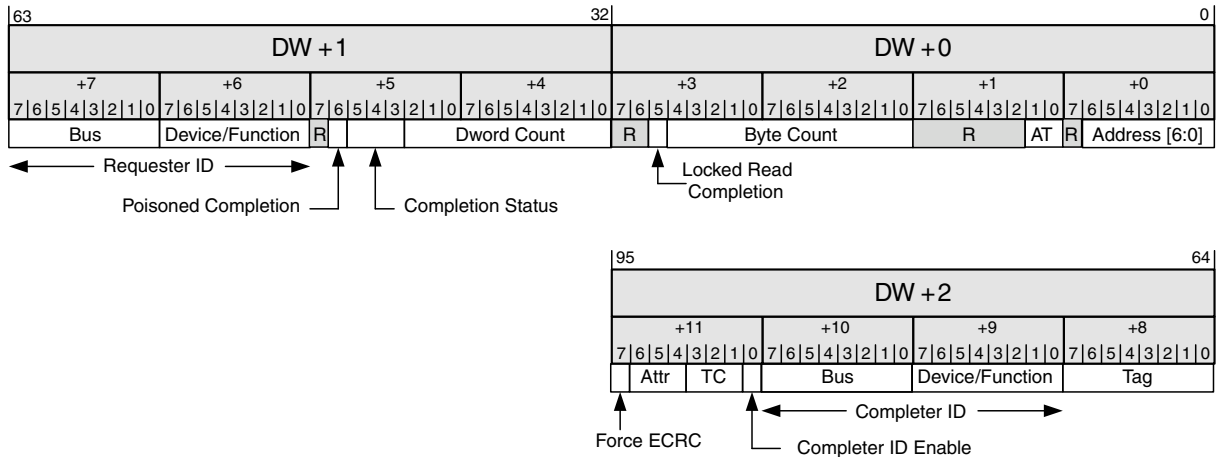 63 32 0
DW +1 DW +0
+7 +6 +5 +4 +3 +2 +1 +0
7 6 5 4 3 2 1 0 7 6 5 4 3 2 1 0 7 6 5 4 3 2 1 0 7 6 5 4 3 2 1 0 7 6 5 4 3 2 1 0 7 6 5 4 3 2 1 0 7 6 5 4 3 2 1 0 7 6 5 4 3 2 1 0
Bus Device/Function R Dword Count R Byte Count R AT R Address [6:0]
Requester ID
Locked Read
Completion
Poisoned Completion Completion Status
95 64
DW +2
+11 +10 +9 +8
7 6 5 4 3 2 1 0 7 6 5 4 3 2 1 0 7 6 5 4 3 2 1 0 7 6 5 4 3 2 1 0
Attr TC Bus Device/Function Tag
Completer ID
Force ECRC Completer ID Enable